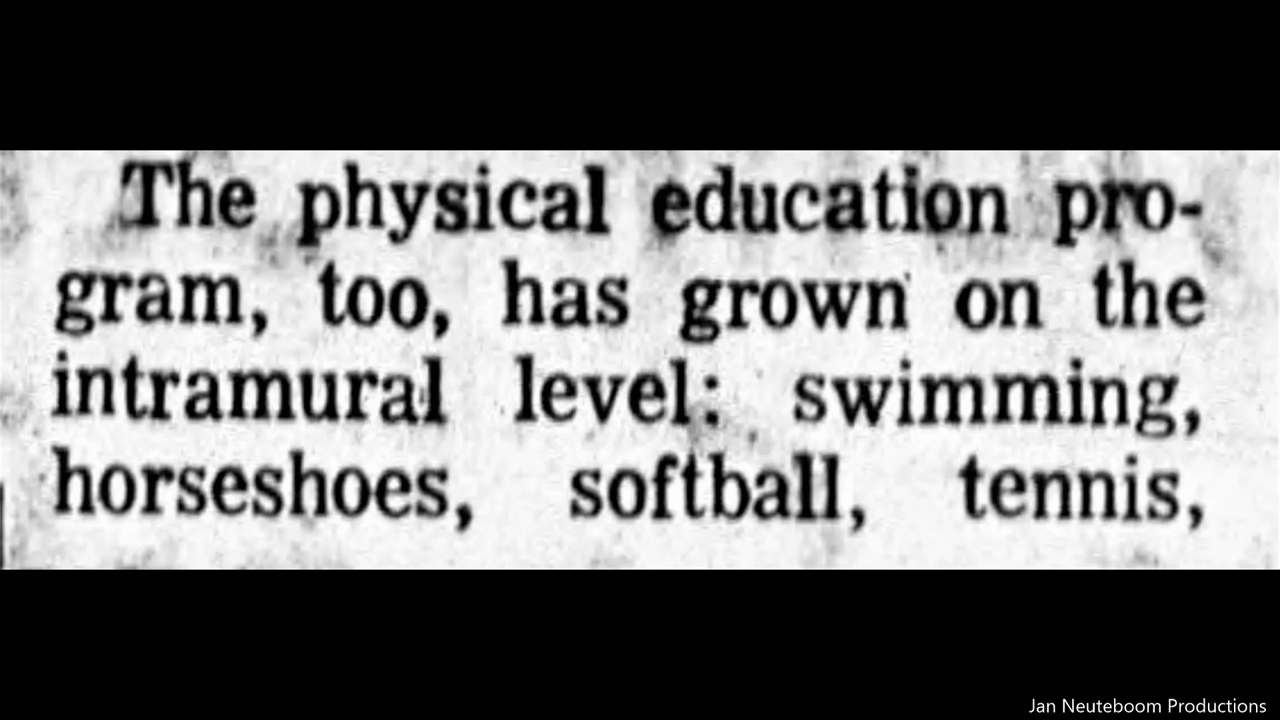 The physical education pro-
gram, too, has grown on the
intramural level: swimming,
horseshoes, softball, tennis,
Jan Neuteboom Productions